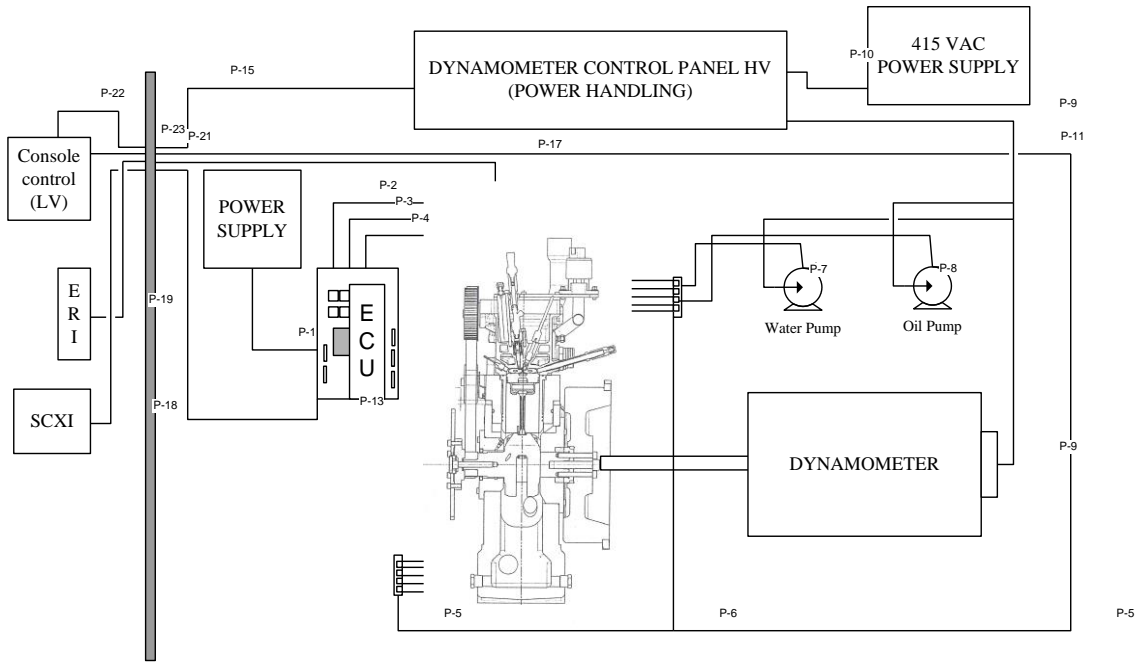 415 VAC
POWER SUPPLY
P-10
DYNAMOMETER CONTROL PANEL HV
(POWER HANDLING)
P-15
P-22
P-9
P-23
P-21
P-17
P-11
Console
control
(LV)
P-2
P-3
P-4
POWER
SUPPLY
P-7
P-8
Water Pump
Oil Pump
E
R
I
P-19
P-1
E
C
U
P-13
SCXI
P-18
DYNAMOMETER
P-9
P-5
P-6
P-5